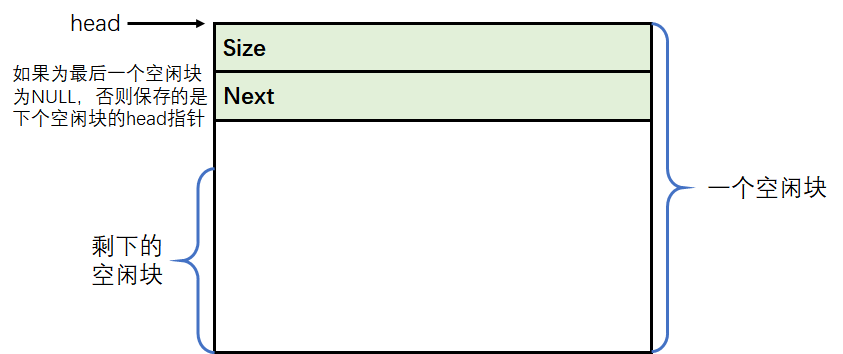 head
Size
如果为最后一个空闲块
为NULL，否则保存的是
下个空闲块的head指针
Next
一个空闲块
剩下的
空闲块